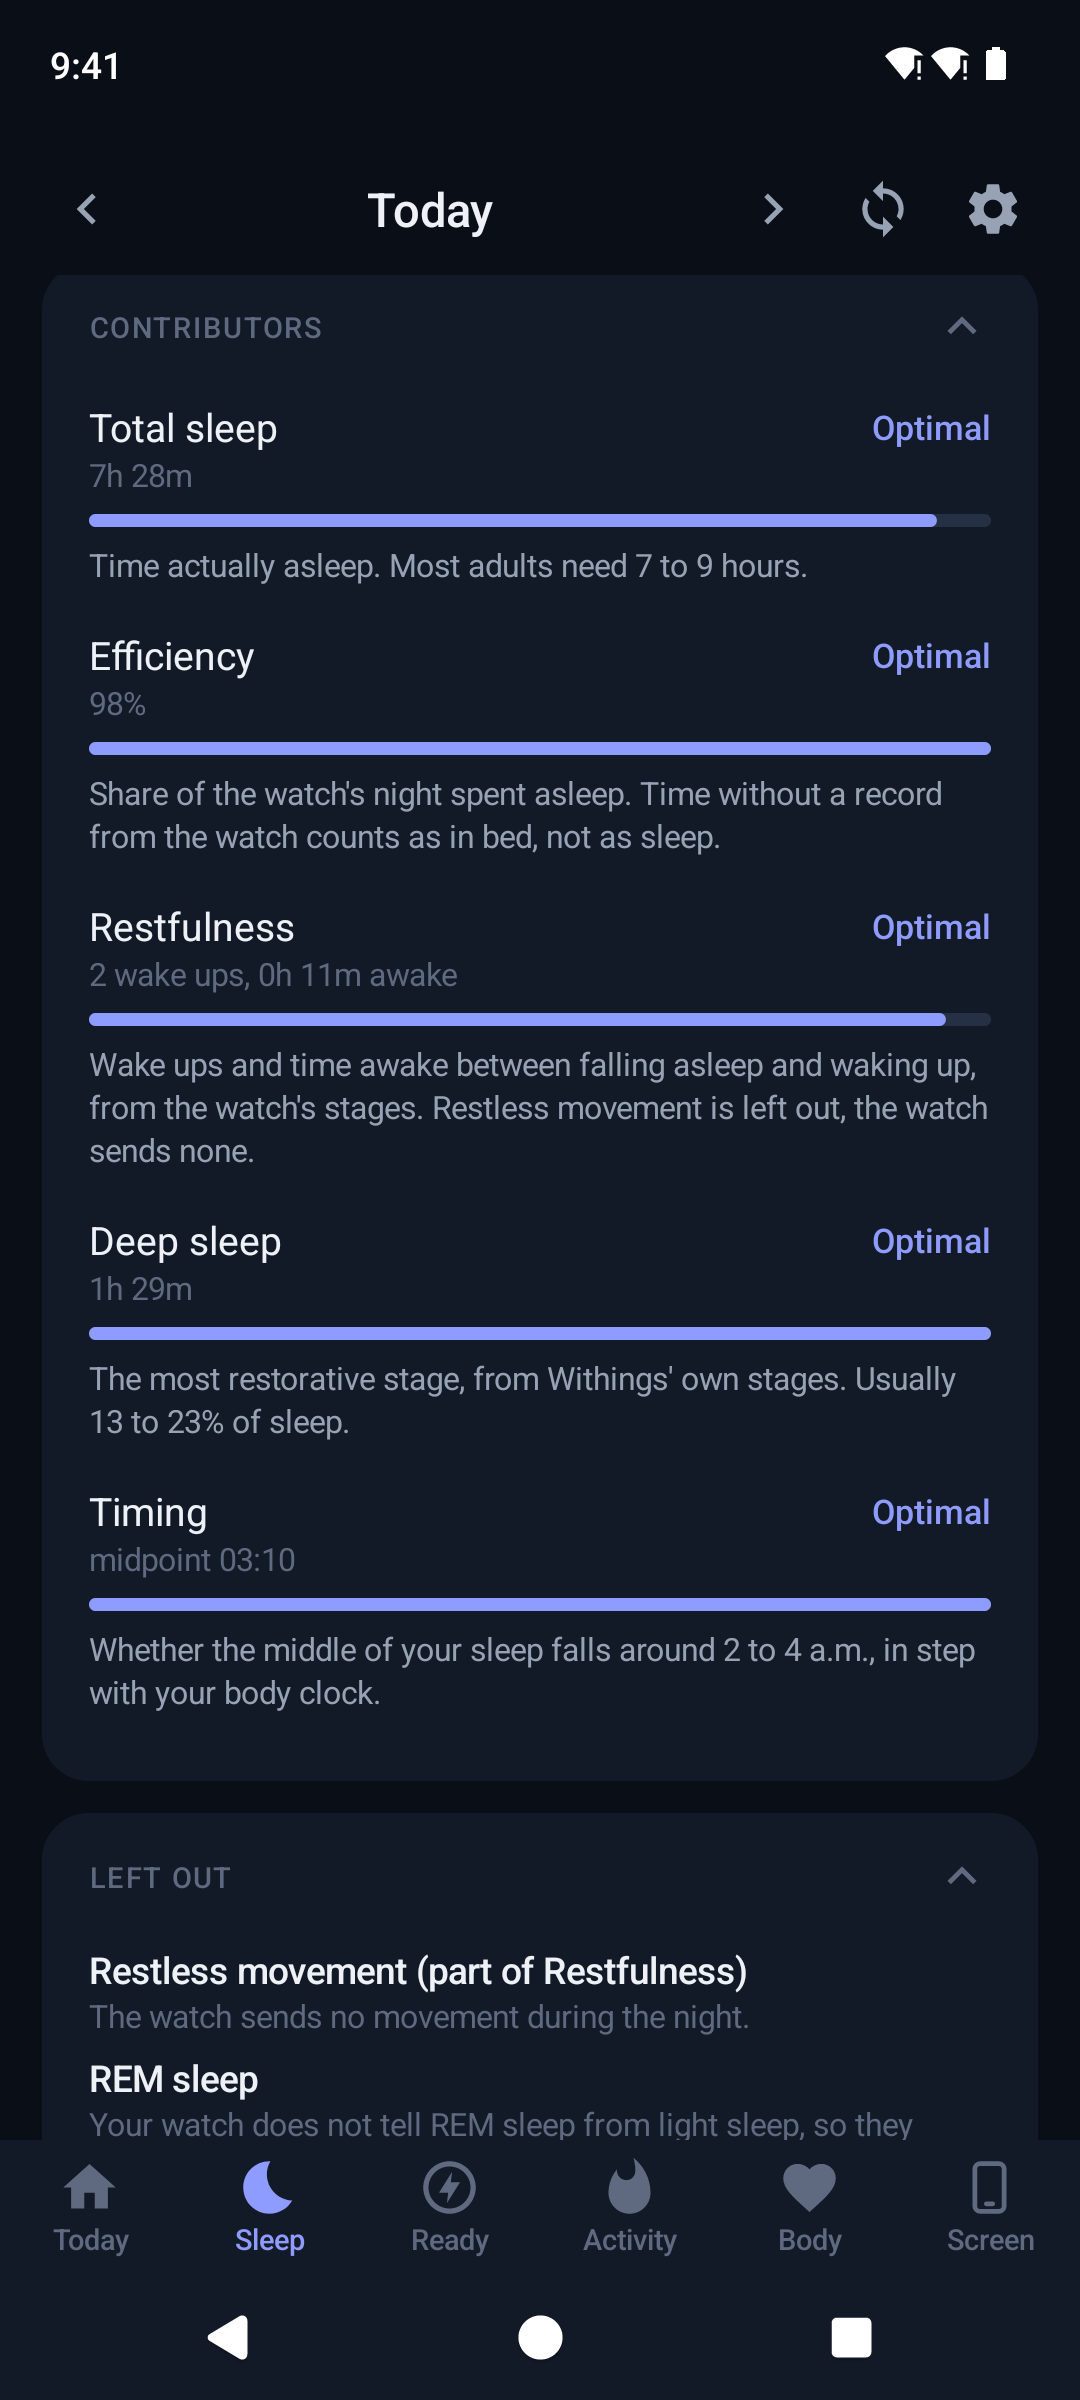 9:41
Today
CONTRIBUTORS
Total sleep
Optimal
7h 28m
Time actually asleep. Most adults need 7 to 9 hours.
Efficiency
Optimal
98%
Share of the watch's night spent asleep. Time without a record
from the watch counts as in bed, not as sleep.
Restfulness
Optimal
2 wake ups, 0h 11m awake
Wake ups and time awake between falling asleep and waking up,
from the watch's stages. Restless movement is left out, the watch
sends none.
Deep sleep
Optimal
1h 29m
The most restorative stage, from Withings' own stages. Usually
13 to 23% of sleep.
Timing
Optimal
midpoint 03:10
Whether the middle of your sleep falls around 2 to 4 a.m., in step
with your body clock.
LEFT OUT
Restless movement (part of Restfulness)
The watch sends no movement during the night.
REM sleep
Your watch does not tell REM sleep from light sleep, so they
Today
Sleep
Ready
Activity
Body
Screen